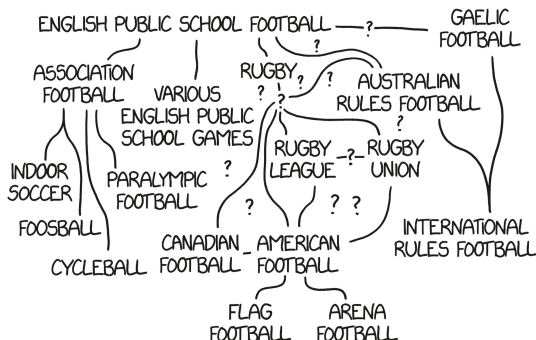 ENGLISH PUBLIC SCHOOL FOOTBALL
?
GAELIC
FOOTBALL
?
ASSOCIATION
FOOTBALL
VARIOUS
ENGLISH PUBLIC
SCHOOL GAMES
RUGBY
?
?
?
?
AUSTRALIAN
RULES FOOTBALL
?
INDOOR
SOCCER
PARALYMPIC
FOOTBALL
?
RUGBY
LEAGUE
?
RUGBY
UNION
FOOSBALL
?
?
?
CYCLEBALL
CANADIAN
FOOTBALL
AMERICAN
FOOTBALL
INTERNATIONAL
RULES FOOTBALL
FLAG
FOOTBALL
ARENA
FOOTBALL